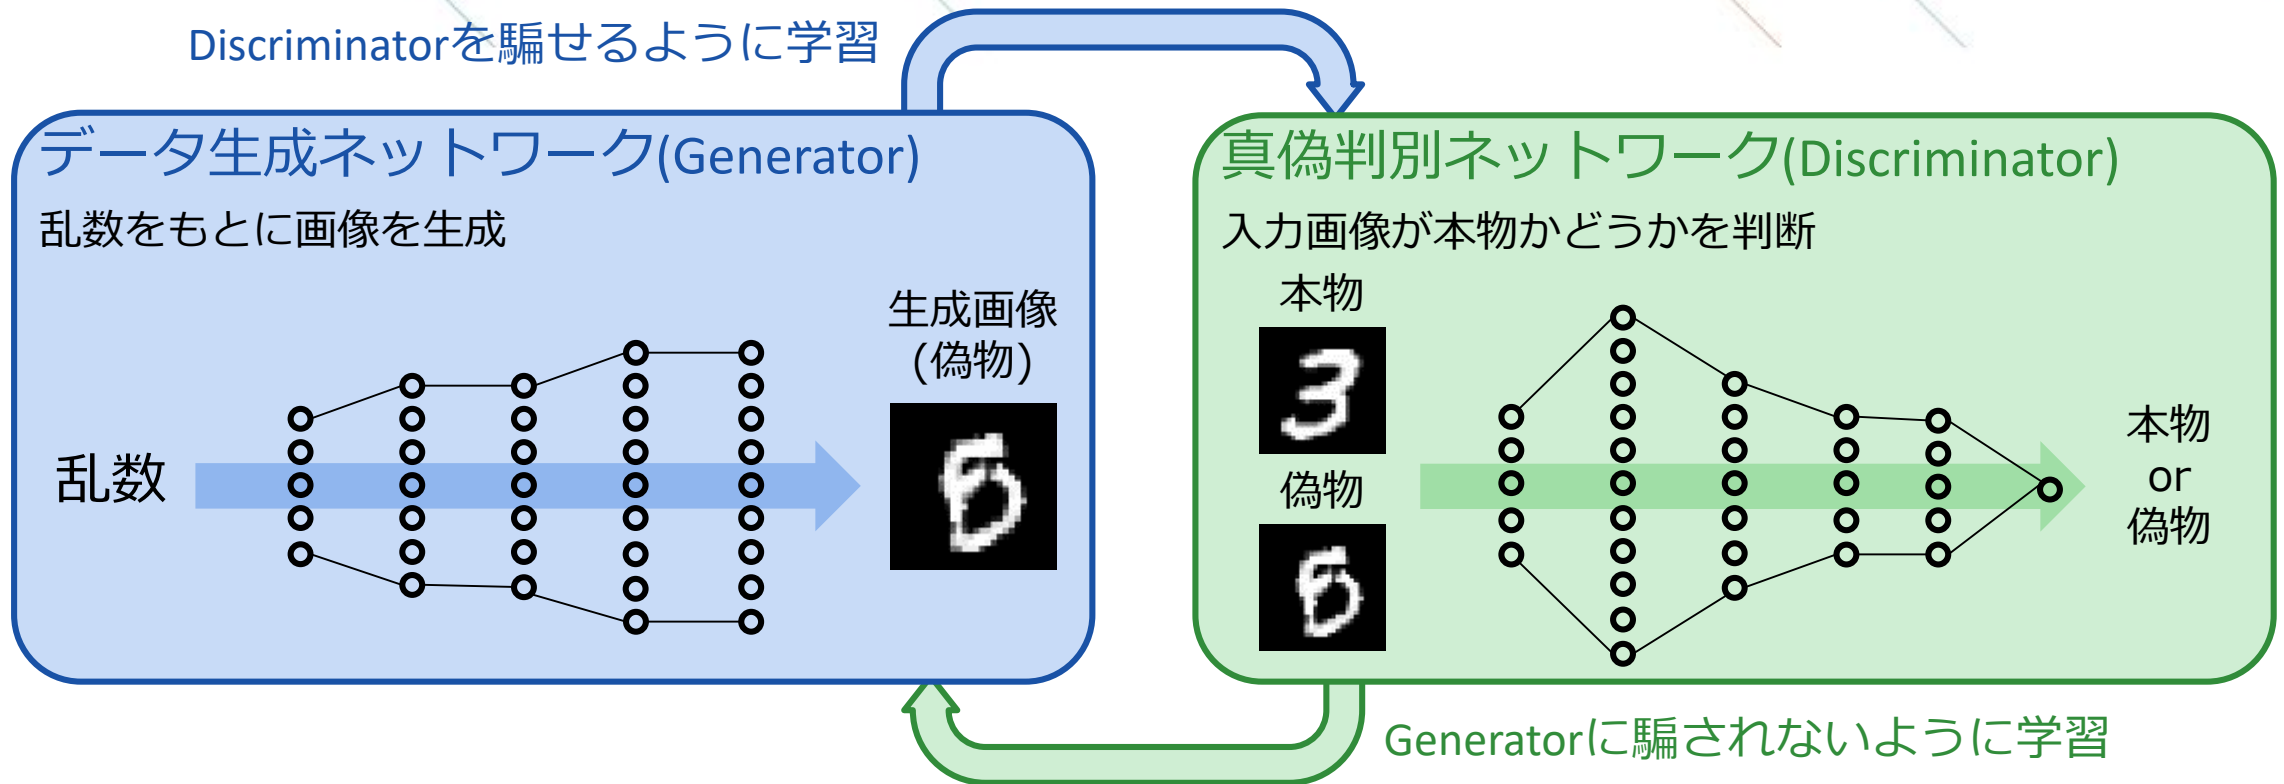 Discriminatorを騙せるように学習
データ生成ネットワーク(Generator)
乱数をもとに画像を生成
乱数
生成画像
(偽物)
真偽判別ネットワーク(Discriminator)
入力画像が本物かどうかを判断
本物
3
偽物
本物
or
偽物
Generatorに騙されないように学習